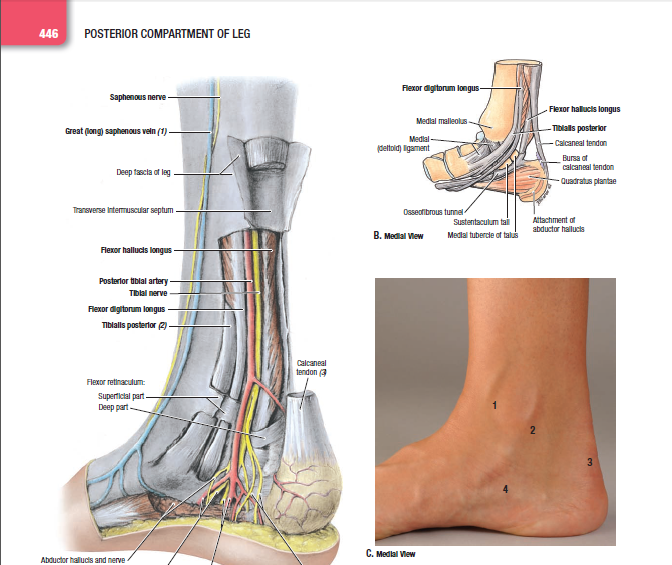 446
POSTERIOR COMPARTMENT OF LEG
Saphenous nerve
Great (long) saphenous vein (1)
Deep fascia of leg
Transverse intermuscular septum
Flexor hallucis longus
Posterior tibial artery
Tibial nerve
Flexor digitorum longus
Tibialis posterior (2)
Flexor retinaculum:
Superficial part
Deep part
Calcaneal
tendon (3)
Abductor hallucis and nerve
Flexor digitorum longus
Medial malleolus
Medial
(deltoid) ligament
Osseofibrous tunnel
Sustentaculum tali
Medial tubercle of talus
Flexor hallucis longus
Tibialis posterior
Calcaneal tendon
Bursa of
calcaneal tendon
Quadratus plantae
Attachment of
abductor hallucis
B. Medial View
1
2
3
4
C. Medial View